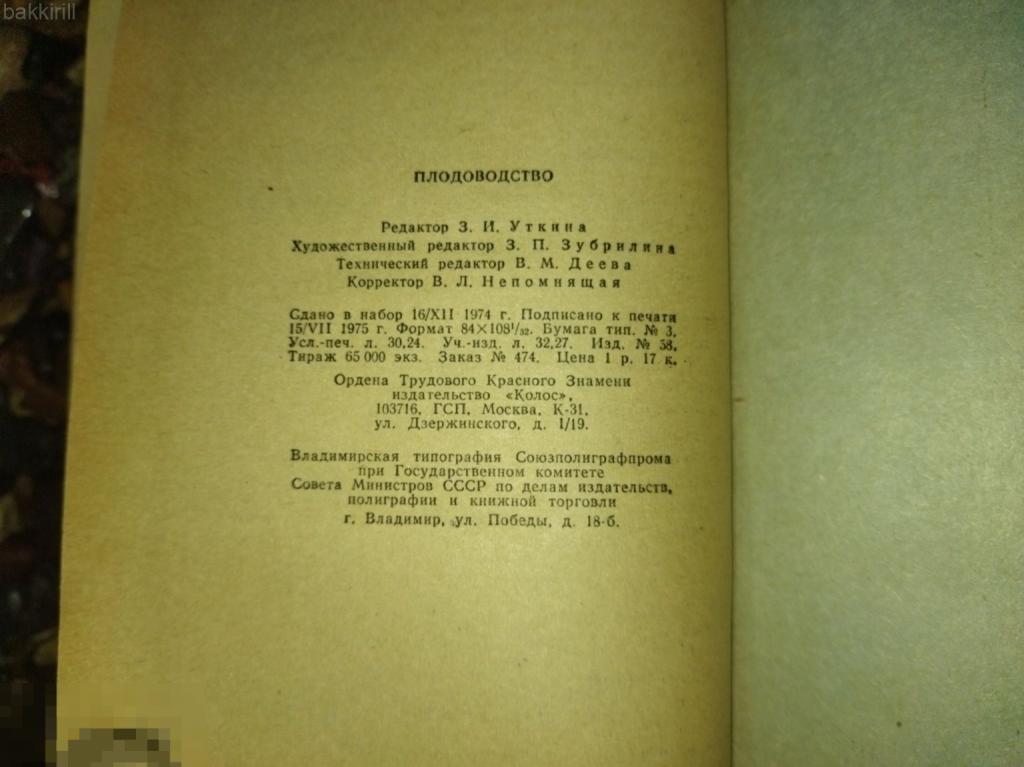 bakkirill
ПЛОДОВОДСТВО
Редактор З. И. Уткина
Художественный редактор З. П. Зубрилина
Технический редактор В. М. Деева
Корректор В. Л. Непомнящая
Сдано в набор 16/XII 1974 г. Подписано к печати
15/VII 1975 г. Формат 84×108¹/₃₂. Бумага тип. № 3.
Усл.-печ. л. 30,24. Уч.-изд. л. 32,27. Изд. № 58.
Тираж 65 000 экз. Заказ № 474. Цена 1 р. 17 к.
Ордена Трудового Красного Знамени
издательство «Колос»,
103716, ГСП, Москва, К-31,
ул. Дзержинского, д. 1/19.
Владимирская типография Союзполиграфпрома
при Государственном комитете
Совета Министров СССР по делам издательств,
полиграфии и книжной торговли
г. Владимир, ул. Победы, д. 18-б.